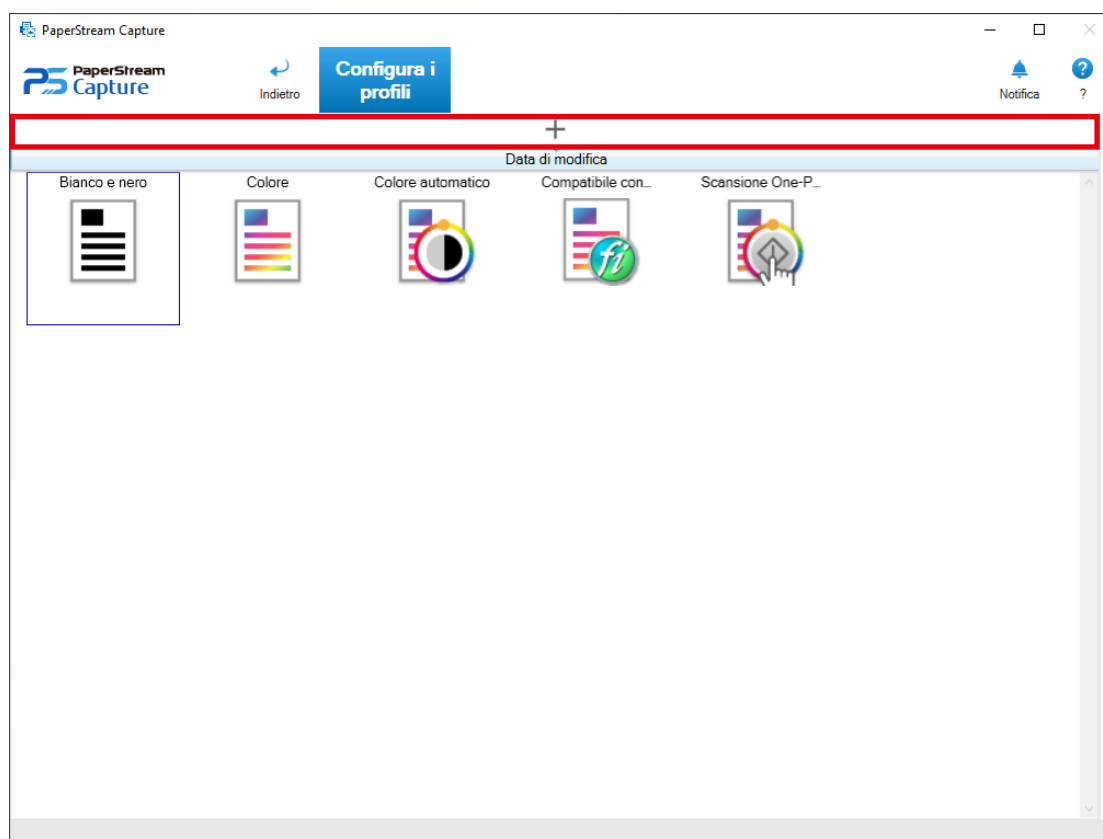 PaperStream Capture
PaperStream
Capture
Indietro
Configura i
profili
Notifica
?
?
+
Data di modifica
Bianco e nero
Colore
Colore automatico
Compatibile con...
Scansione One-P...
fi